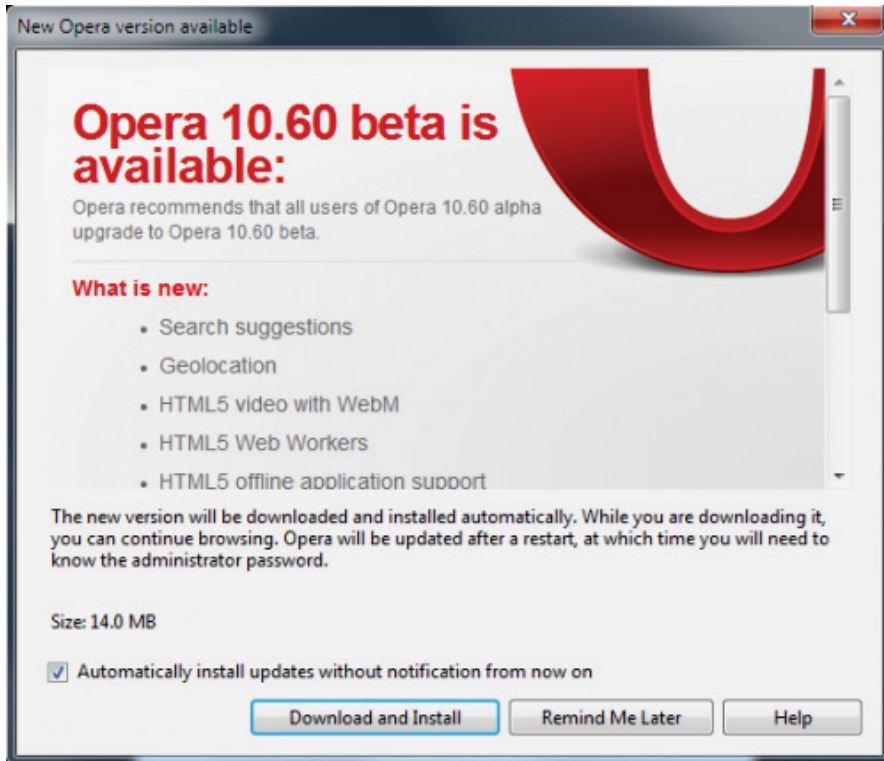 New Opera version available
Opera 10.60 beta is
available:
Opera recommends that all users of Opera 10.60 alpha
upgrade to Opera 10.60 beta.
What is new:
• Search suggestions
• Geolocation
• HTML5 video with WebM
• HTML5 Web Workers
• HTML5 offline application support
The new version will be downloaded and installed automatically. While you are downloading it,
you can continue browsing. Opera will be updated after a restart, at which time you will need to
know the administrator password.
Size: 14.0 MB
Automatically install updates without notification from now on
Download and Install Remind Me Later Help